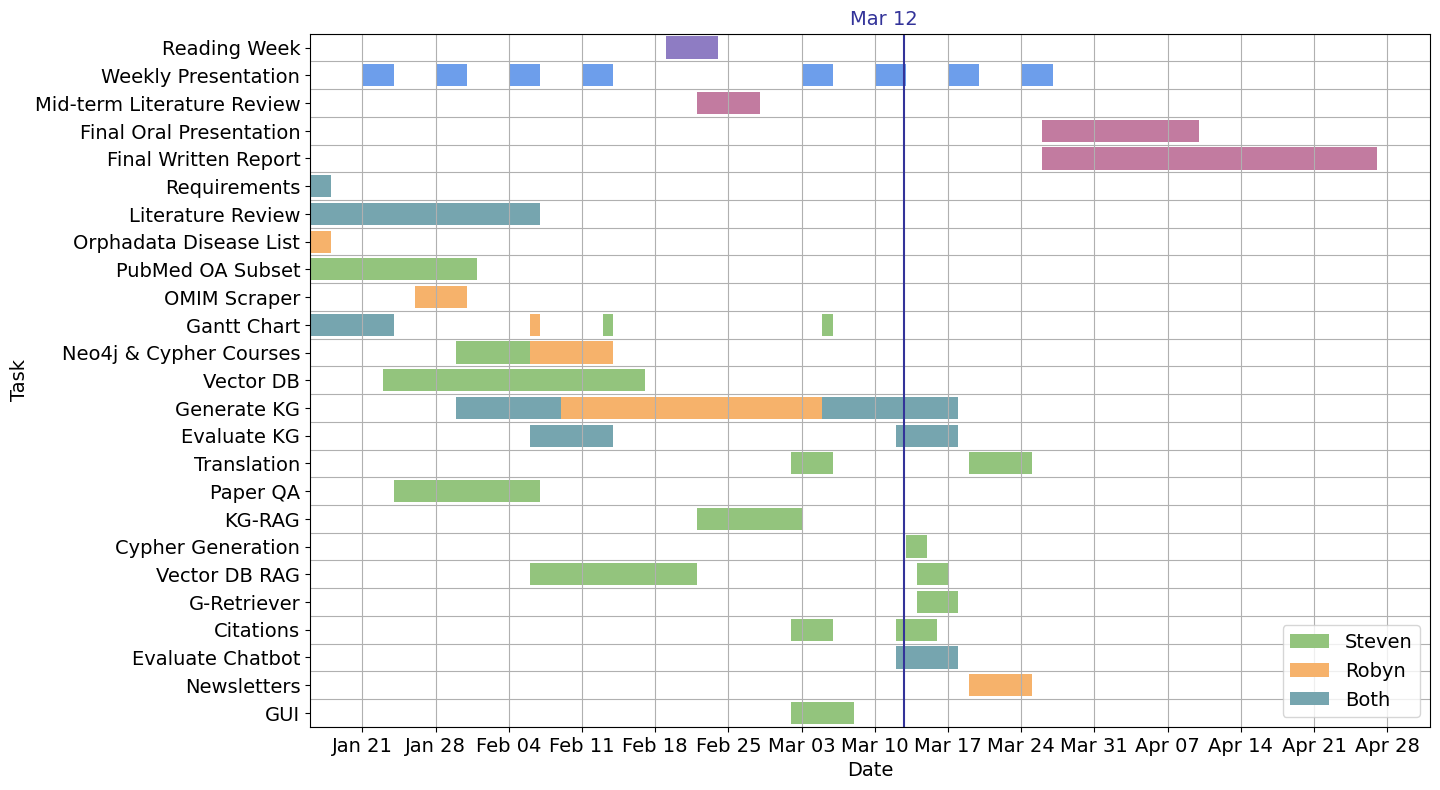 Mar 12
Reading Week
Weekly Presentation
Mid-term Literature Review
Final Oral Presentation
Final Written Report
Requirements
Literature Review
Orphadata Disease List
PubMed OA Subset
OMIM Scraper
Gantt Chart
Neo4j & Cypher Courses
Vector DB
Generate KG
Evaluate KG
Translation
Paper QA
KG-RAG
Cypher Generation
Vector DB RAG
G-Retriever
Citations
Evaluate Chatbot
Newsletters
GUI
Task
Steven
Robyn
Both
Jan 21 Jan 28 Feb 04 Feb 11 Feb 18 Feb 25 Mar 03 Mar 10 Mar 17 Mar 24 Mar 31 Apr 07 Apr 14 Apr 21 Apr 28
Date